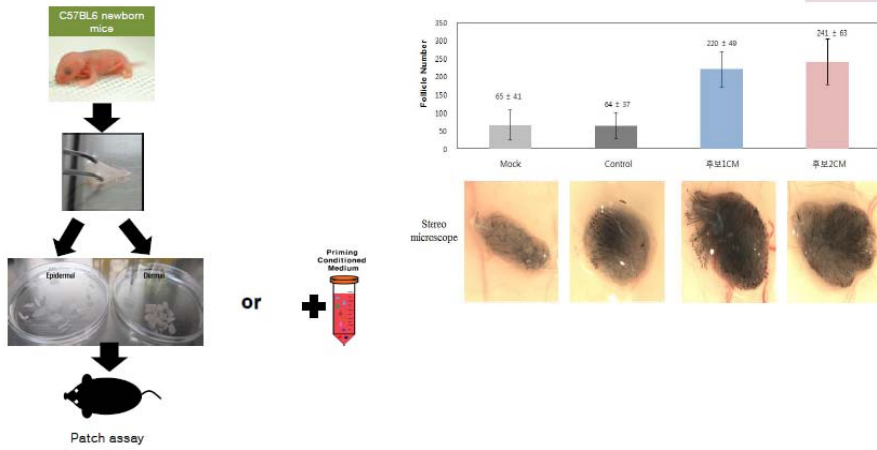 C57BL6 newborn
mice
Epidermal
Dermal
or
Priming
Conditioned
Medium
Patch assay
Follicle Number
300
250
200
150
100
50
0
65 ± 41
64 ± 37
220 ± 49
241 ± 63
Mock
Control
후보1CM
후보2CM
Stereo
microscope